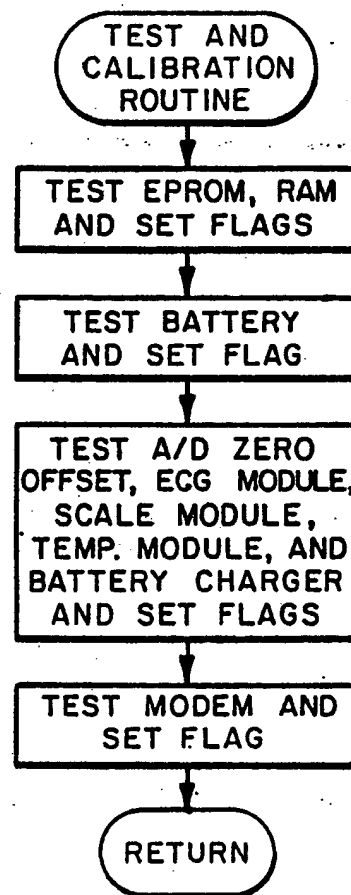 TEST AND
CALIBRATION
ROUTINE
TEST EPROM, RAM
AND SET FLAGS
TEST BATTERY
AND SET FLAG
TEST A/D ZERO
OFFSET, ECG MODULE,
SCALE MODULE,
TEMP. MODULE, AND
BATTERY CHARGER
AND SET FLAGS
TEST MODEM AND
SET FLAG
RETURN